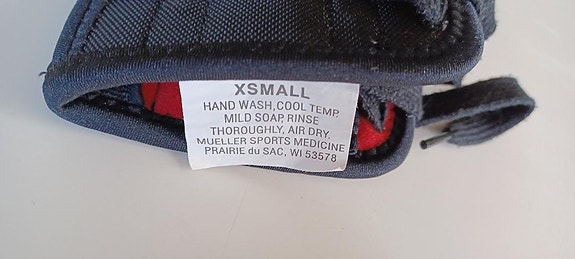 XSMALL
HAND WASH, COOL TEMP.
MILD SOAP, RINSE
THOROUGHLY, AIR DRY.
MUELLER SPORTS MEDICINE
PRAIRIE du SAC, WI 53578